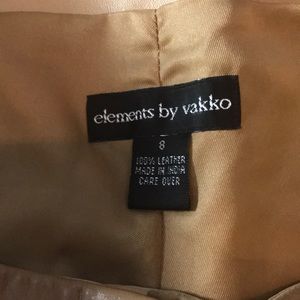 elements by vakko
8
100% LEATHER
MADE IN INDIA
CARE OVER